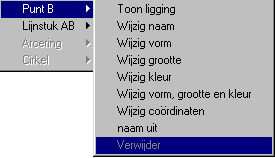 Punt B
Lijnstuk AB
Arcering
Cirkel
Toon ligging
Wijzig naam
Wijzig vorm
Wijzig grootte
Wijzig kleur
Wijzig vorm, grootte en kleur
Wijzig coördinaten
naam uit
Verwijder